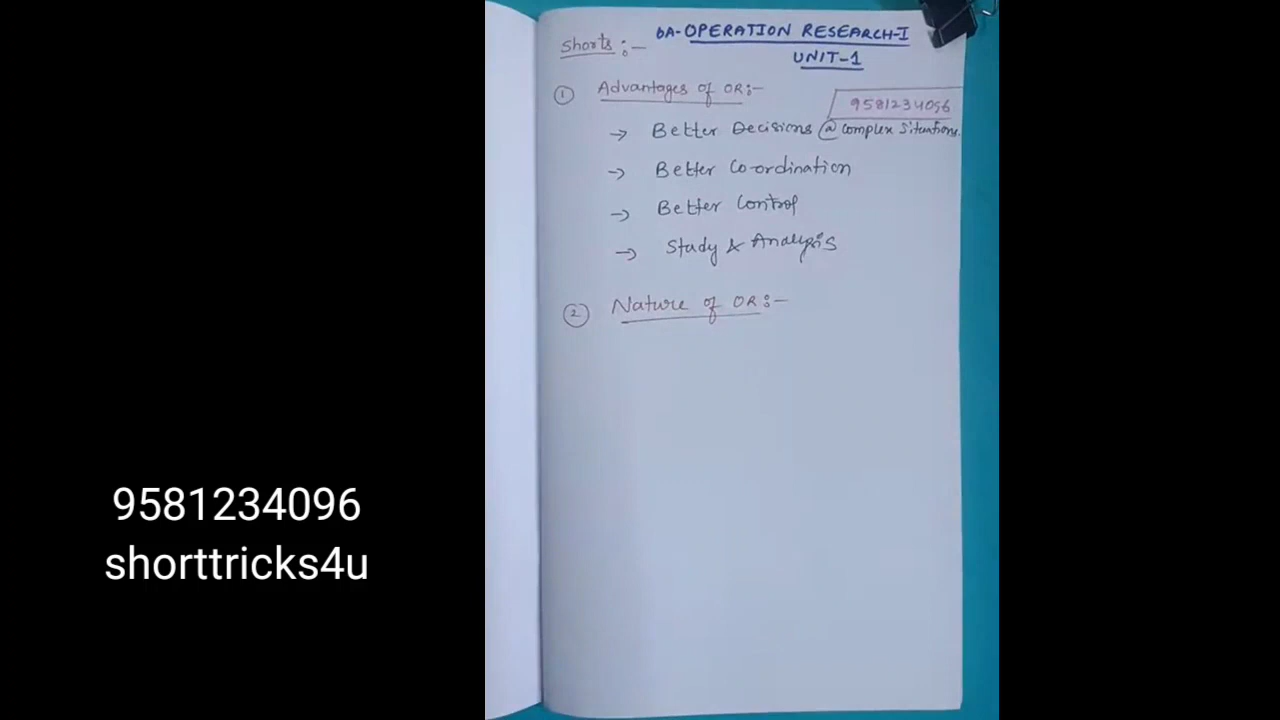 6A-OPERATION RESEARCH-I
UNIT-1
Shorts :-
① Advantages of OR :-
9581234096
→ Better Decisions @ complex situations.
→ Better Co-ordination
→ Better Control
→ Study & Analysis
② Nature of OR :-
9581234096
shorttricks4u